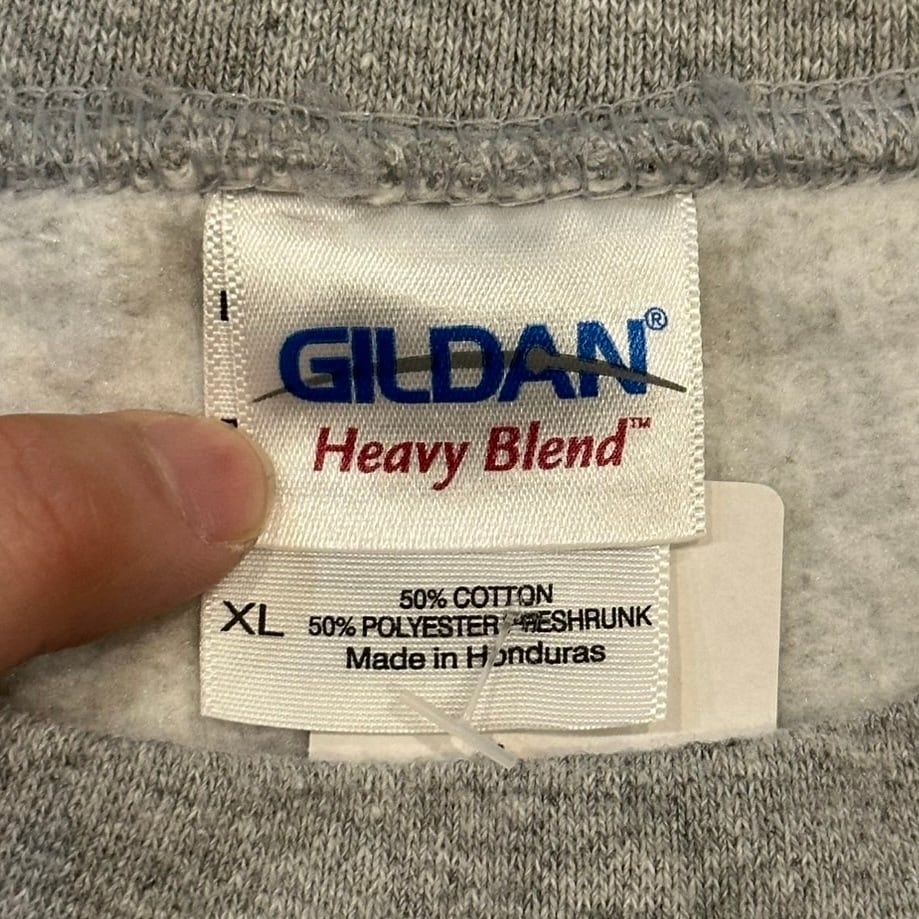 GILDAN®
Heavy Blend™
50% COTTON
XL 50% POLYESTER PRESHRUNK
Made in Honduras